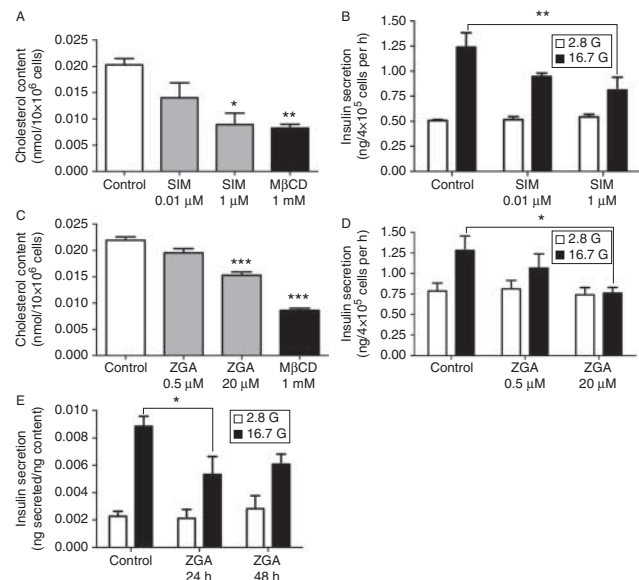 A
Cholesterol content
(nmol/10×10⁶ cells)
0.025
0.020
0.015
0.010
0.005
0.000
*
**
Control
SIM
0.01 µM
SIM
1 µM
MβCD
1 mM
B
Insulin secretion
(ng/4×10⁵ cells per h)
1.50
1.25
1.00
0.75
0.50
0.25
0.00
**
2.8 G
16.7 G
Control
SIM
0.01 µM
SIM
1 µM
C
Cholesterol content
(nmol/10×10⁶ cells)
0.025
0.020
0.015
0.010
0.005
0.000
***
***
Control
ZGA
0.5 µM
ZGA
20 µM
MβCD
1 mM
D
Insulin secretion
(ng/4×10⁵ cells per h)
1.50
1.25
1.00
0.75
0.50
0.25
0.00
*
2.8 G
16.7 G
Control
ZGA
0.5 µM
ZGA
20 µM
E
Insulin secretion
(ng secreted/ng content)
0.010
0.008
0.006
0.004
0.002
0.000
*
2.8 G
16.7 G
Control
ZGA
24 h
ZGA
48 h